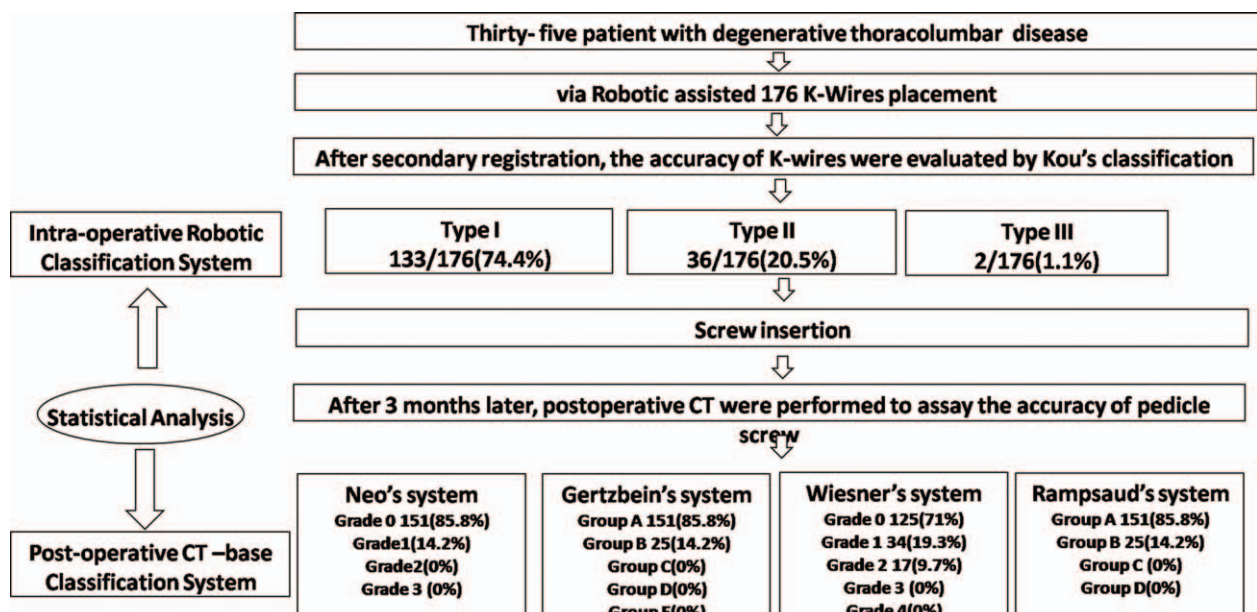 Thirty- five patient with degenerative thoracolumbar disease
via Robotic assisted 176 K-Wires placement
After secondary registration, the accuracy of K-wires were evaluated by Kou's classification
Intra-operative Robotic
Classification System
Type I
133/176(74.4%)
Type II
36/176(20.5%)
Type III
2/176(1.1%)
Screw insertion
Statistical Analysis
After 3 months later, postoperative CT were performed to assay the accuracy of pedicle
screw
Post-operative CT –base
Classification System
Neo's system
Grade 0 151(85.8%)
Grade1(14.2%)
Grade2(0%)
Grade 3 (0%)
Gertzbein's system
Group A 151(85.8%)
Group B 25(14.2%)
Group C(0%)
Group D(0%)
Group E(0%)
Wiesner's system
Grade 0 125(71%)
Grade 1 34(19.3%)
Grade 2 17(9.7%)
Grade 3 (0%)
Grade 4(0%)
Rampsaud's system
Group A 151(85.8%)
Group B 25(14.2%)
Group C (0%)
Group D(0%)